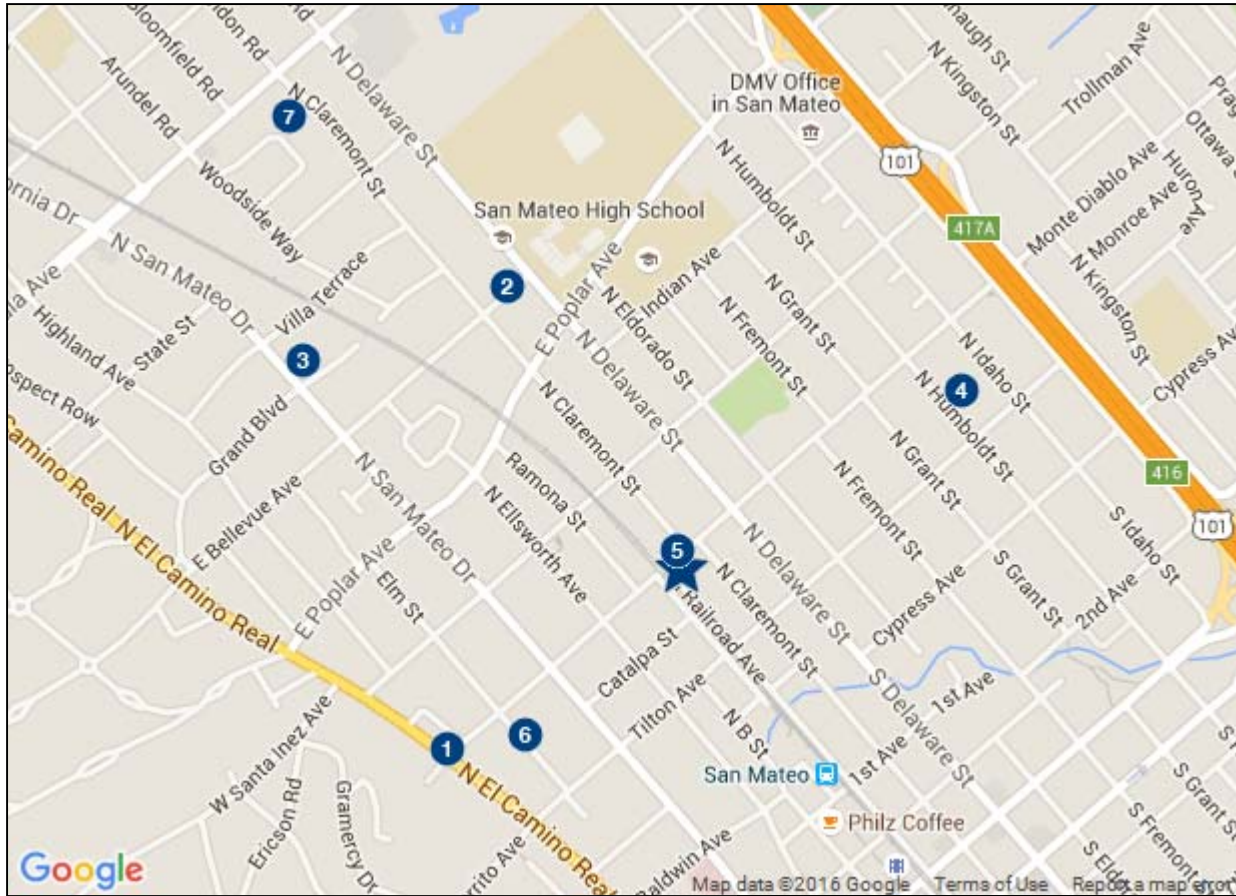 Bloomfield Rd
N Delaware St
Arundel Rd
N Claremont St
7
DMV Office
in San Mateo
N Kingston St
Trollman Ave
Ottawa
Huron Ave
101
N Humboldt St
Monte Diablo Ave
N Monroe Ave
417A
Woodside Way
San Mateo High School
N San Mateo Dr
Villa Terrace
2
E Poplar Ave
N Eldorado St
Indian Ave
N Fremont St
N Grant St
N Kingston St
Cypress Ave
Highland Ave
State St
3
N Delaware St
N Idaho St
4
N Humboldt St
Prospect Row
Grand Blvd
N Claremont St
N Grant St
N Fremont St
416
101
Camino Real
N El Camino Real
E Bellevue Ave
N San Mateo Dr
Ramona St
N Ellsworth Ave
S Idaho St
E Poplar Ave
Elm St
5
N Delaware St
N Claremont St
Railroad Ave
Cypress Ave
S Grant St
2nd Ave
Catalpa St
Tilton Ave
N B St
S Delaware St
1st Ave
W Santa Inez Ave
1
6
N El Camino Real
San Mateo
1st Ave
Philz Coffee
Ericson Rd
Gramercy Dr
Baldwin Ave
S Grant St
S Fremont
Google
Map data ©2016 Google Terms of Use Report a map error